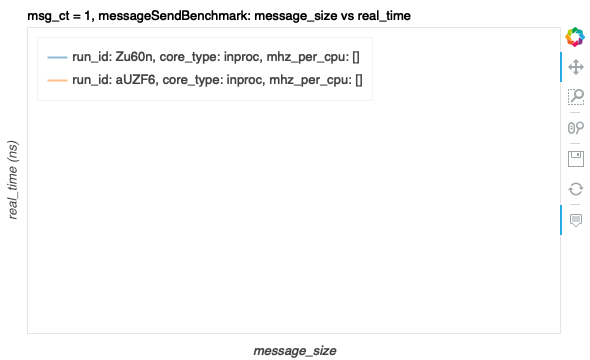 msg_ct = 1, messageSendBenchmark: message_size vs real_time
run_id: Zu60n, core_type: inproc, mhz_per_cpu: []
run_id: aUZF6, core_type: inproc, mhz_per_cpu: []
real_time (ns)
message_size